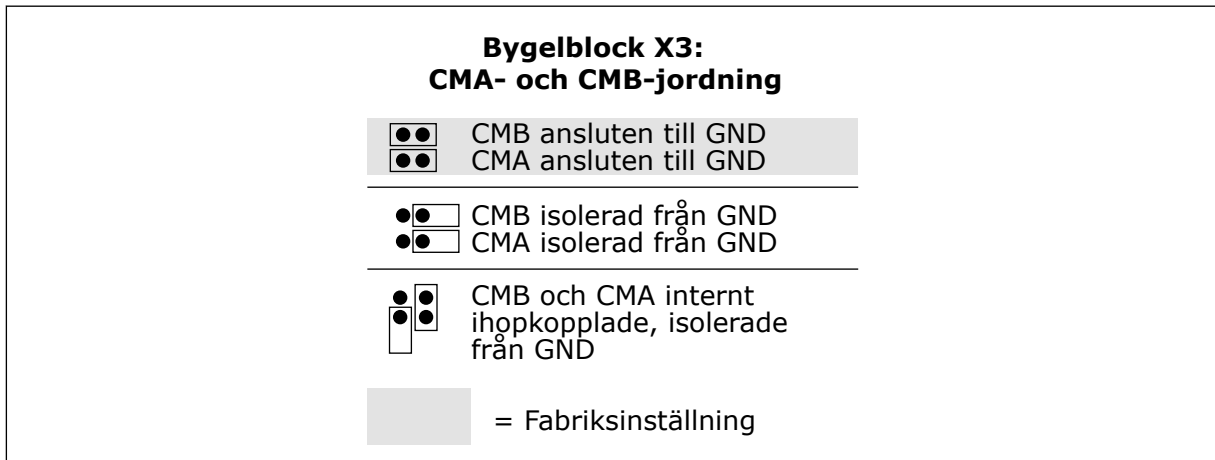 Bygelblock X3:
CMA- och CMB-jordning
CMB ansluten till GND
CMA ansluten till GND
CMB isolerad från GND
CMA isolerad från GND
CMB och CMA internt
ihopkopplade, isolerade
från GND
= Fabriksinställning